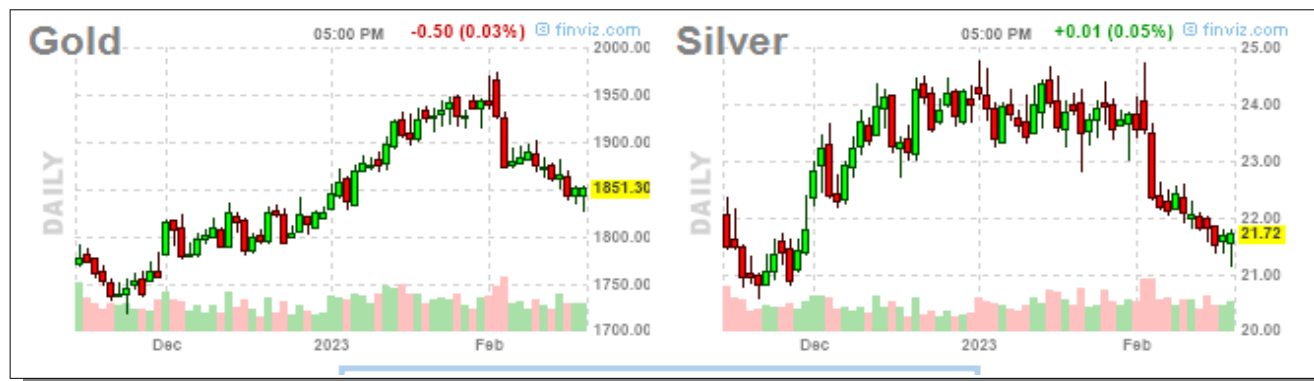 Gold
05:00 PM -0.50 (0.03%) © finviz.com
2000.00
1950.00
1900.00
1851.30
1800.00
1750.00
1700.00
DAILY
Dec 2023 Feb
Silver
05:00 PM +0.01 (0.05%) © finviz.com
25.00
24.00
23.00
22.00
21.72
21.00
20.00
DAILY
Dec 2023 Feb